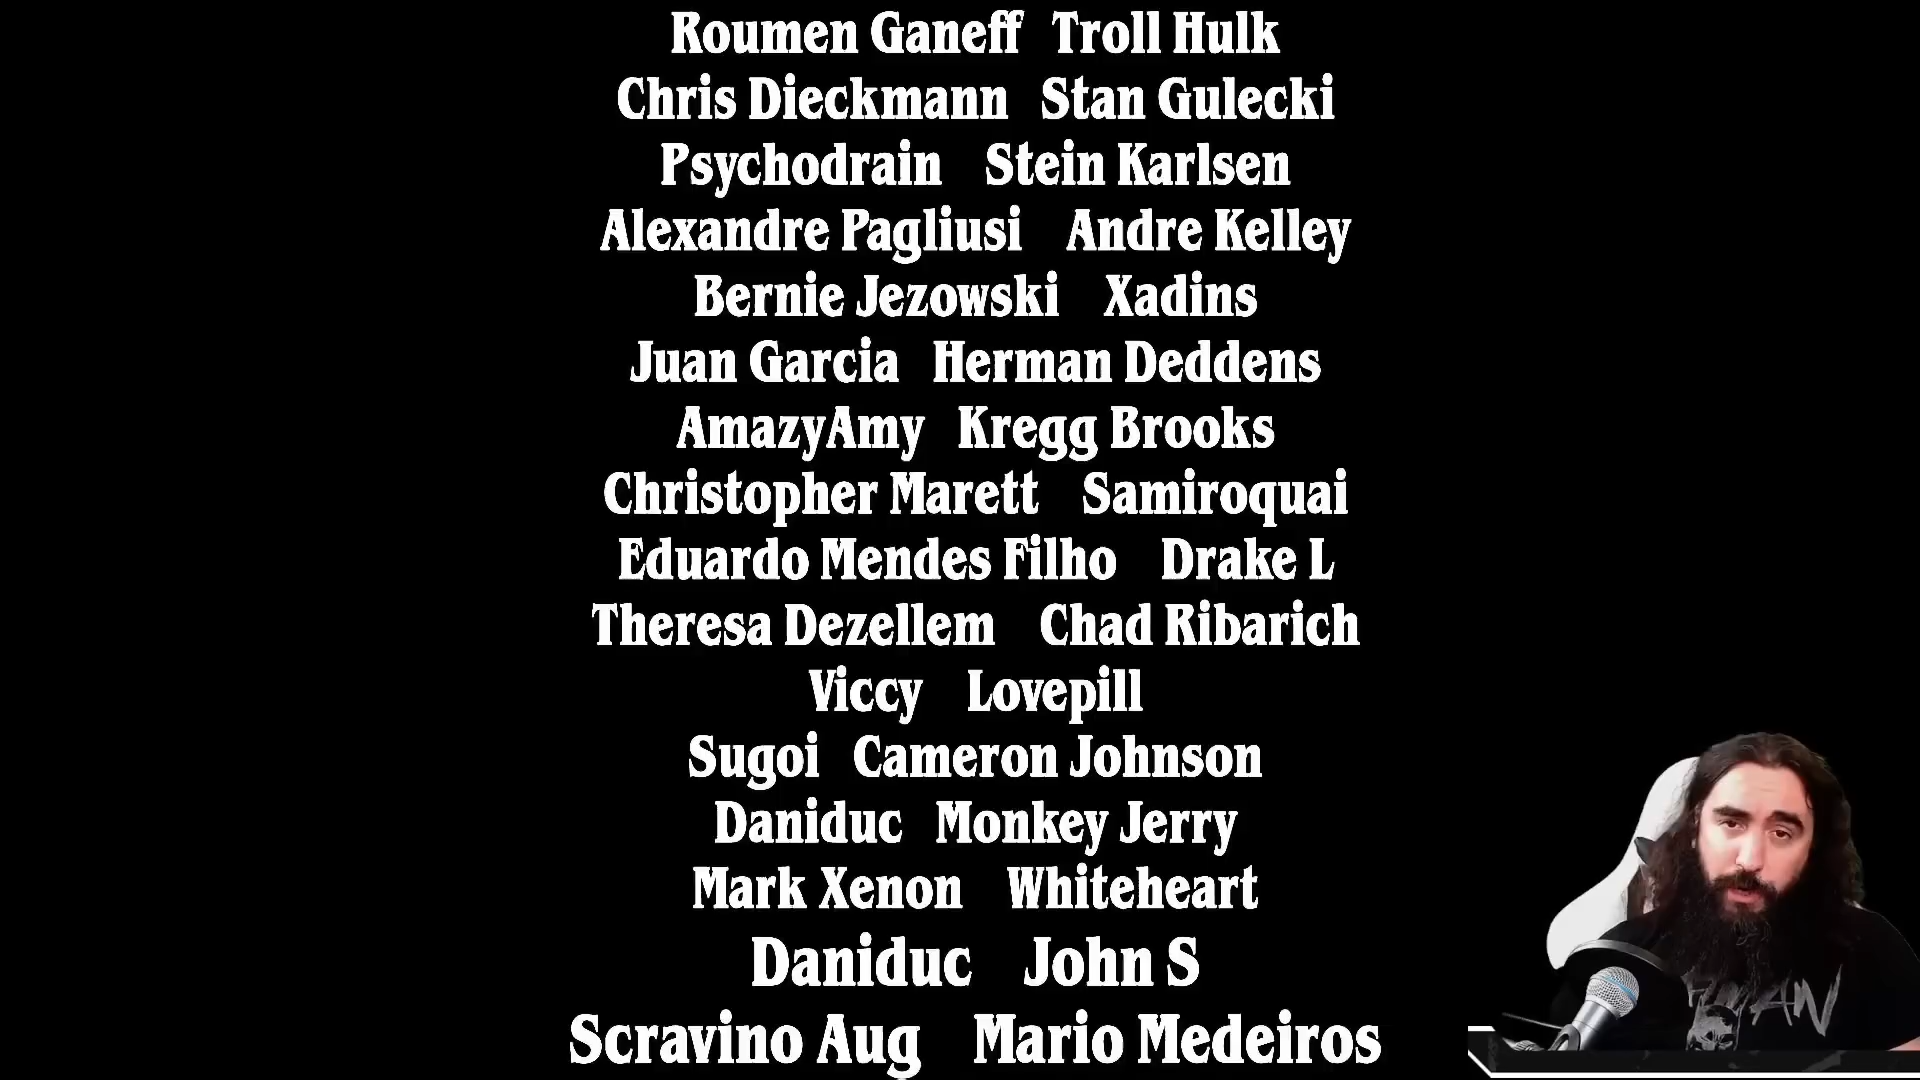 Roumen Ganeff Troll Hulk
Chris Dieckmann Stan Gulecki
Psychodrain Stein Karlsen
Alexandre Pagliusi Andre Kelley
Bernie Jezowski Xadins
Juan Garcia Herman Deddens
AmazyAmy Kregg Brooks
Christopher Marett Samiroquai
Eduardo Mendes Filho Drake L
Theresa Dezellem Chad Ribarich
Viccy Lovepill
Sugoi Cameron Johnson
Daniduc Monkey Jerry
Mark Xenon Whiteheart
Daniduc John S
Scravino Aug Mario Medeiros